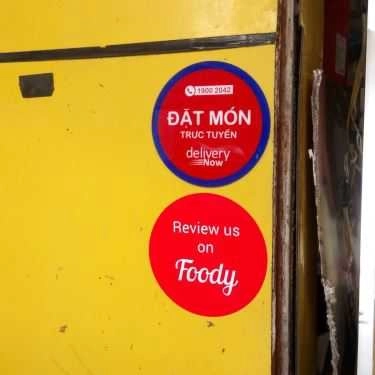 1900 2042
ĐẶT MÓN
TRỰC TUYẾN
delivery
Now
Review us
on
Foody